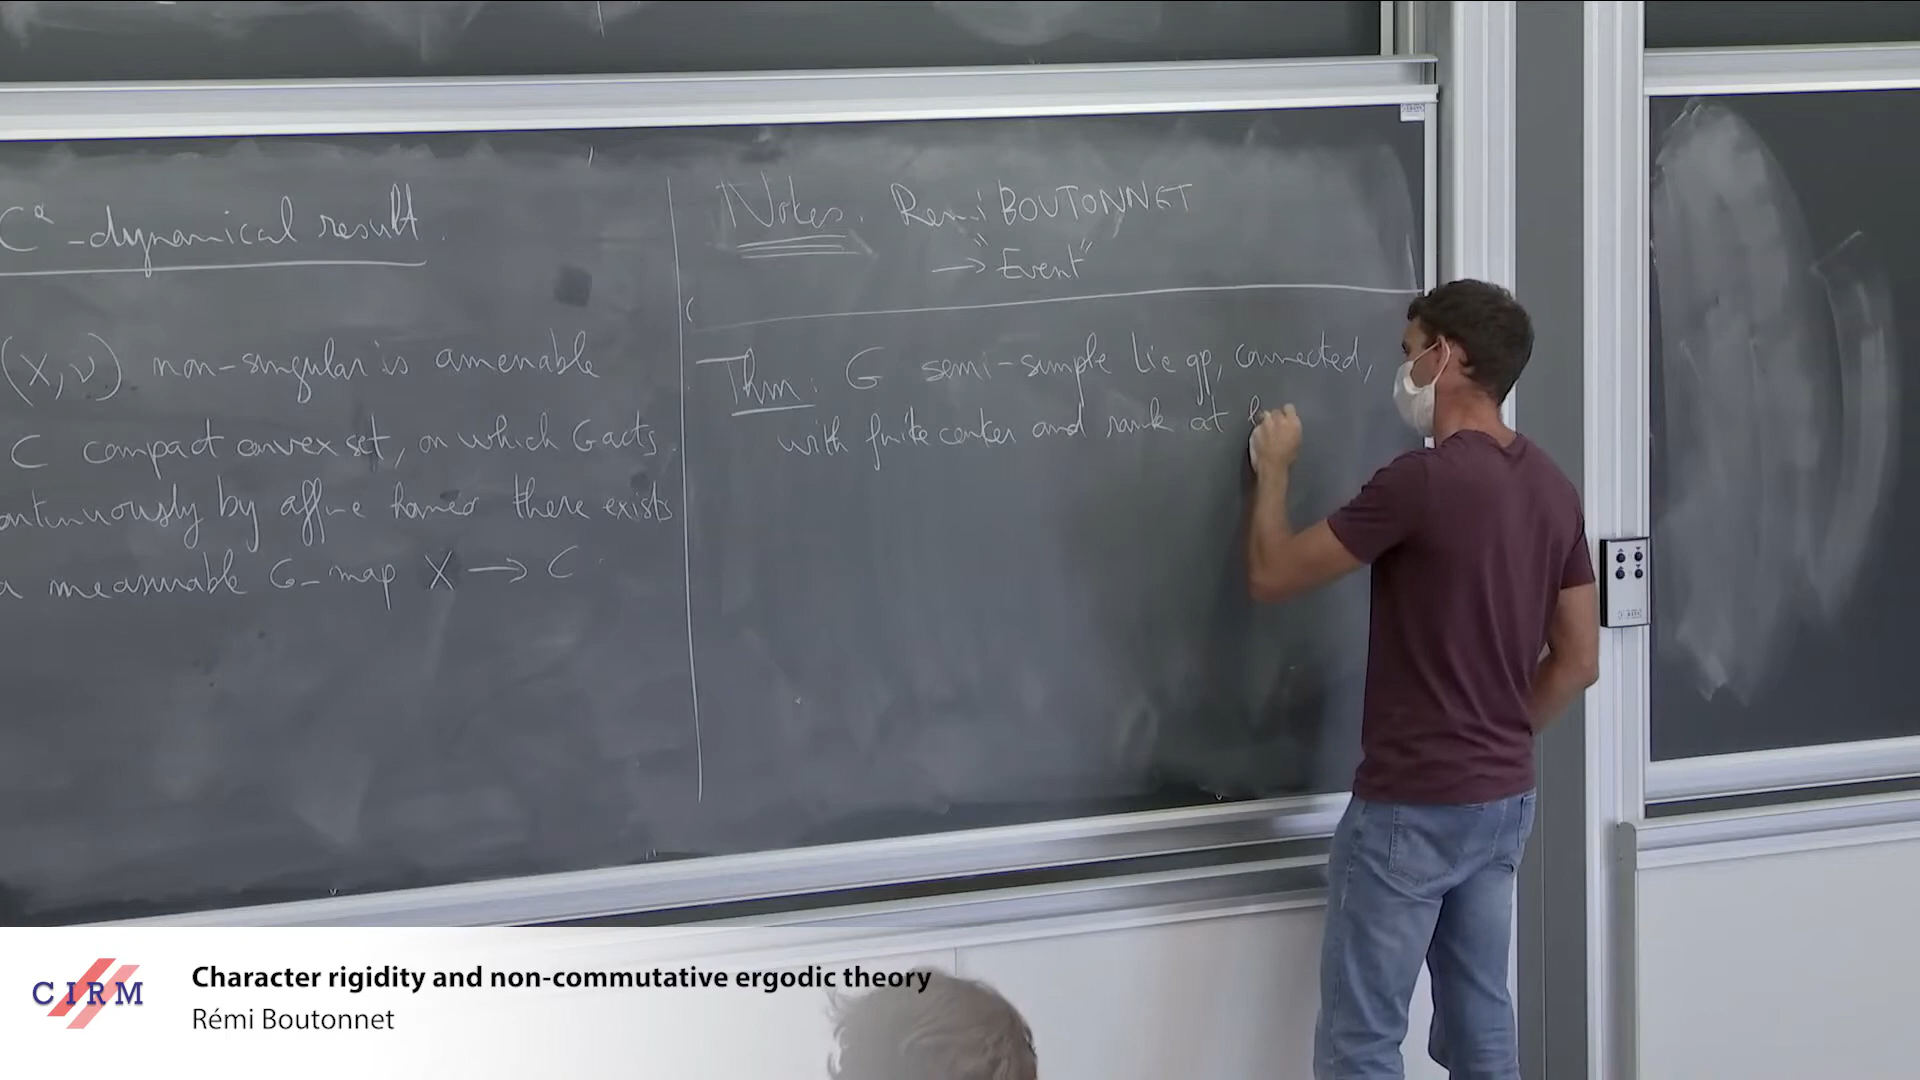 C*-dynamical result.
(X, ν) non-singular is amenable
C compact convex set, on which G acts
continuously by affine homeo there exists
a measurable G-map X → C
Notes. Rémi BOUTONNET
→ "Event"
Thm: G semi-simple Lie gp, connected,
with finite center and rank at
CIRM
Character rigidity and non-commutative ergodic theory
Rémi Boutonnet